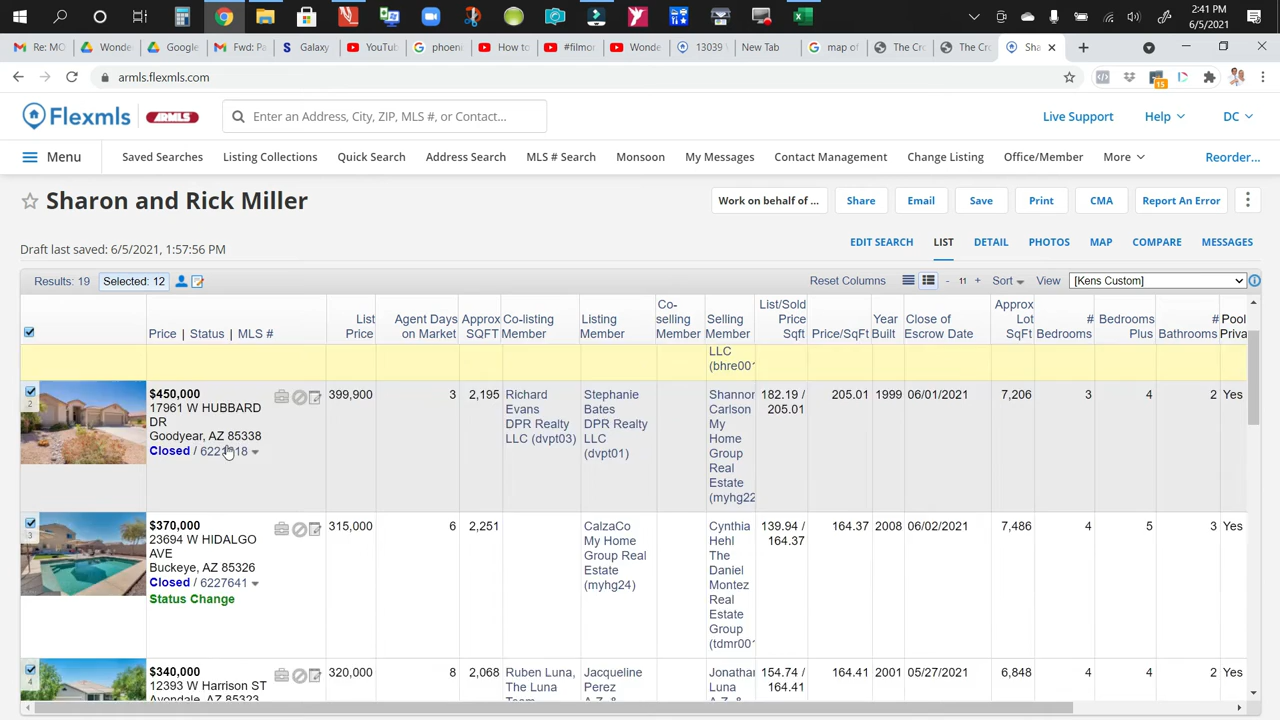 2:41 PM
6/5/2021
Re: MO
Wonde
Google
Fwd: Pa
Galaxy
YouTub
phoeni
How to
#filmor
Wonde
13039
New Tab
map of
The Cr
The Cr
Sha
armls.flexmls.com
15
Flexmls ARMLS
Enter an Address, City, ZIP, MLS #, or Contact...
Live Support Help DC
Menu Saved Searches Listing Collections Quick Search Address Search MLS # Search Monsoon My Messages Contact Management Change Listing Office/Member More Reorder...
Sharon and Rick Miller
Work on behalf of ... Share Email Save Print CMA Report An Error
Draft last saved: 6/5/2021, 1:57:56 PM
EDIT SEARCH LIST DETAIL PHOTOS MAP COMPARE MESSAGES
Results: 19 Selected: 12
Reset Columns - 11 + Sort View [Kens Custom]
Price | Status | MLS #
List
Price
Agent Days
on Market
Approx
SQFT
Co-listing
Member
Listing
Member
Co-
selling
Member
Selling
Member
List/Sold
Price
Sqft
Price/SqFt
Year
Built
Close of
Escrow Date
Approx
Lot
SqFt
#
Bedrooms
Bedrooms
Plus
#
Bathrooms
Pool
Priva
LLC
(bhre00
2
$450,000
17961 W HUBBARD
DR
Goodyear, AZ 85338
Closed /
399,900
3
2,195
Richard
Evans
DPR Realty
LLC (dvpt03)
Stephanie
Bates
DPR Realty
LLC
(dvpt01)
Shannon
Carlson
My
Home
Group
Real
Estate
(myhg22
182.19 /
205.01
205.01
1999
06/01/2021
7,206
3
4
2
Yes
3
$370,000
23694 W HIDALGO
AVE
Buckeye, AZ 85326
Closed / 6227641
Status Change
315,000
6
2,251
CalzaCo
My Home
Group Real
Estate
(myhg24)
Cynthia
Hehl
The
Daniel
Montez
Real
Estate
Group
(tdmr00
139.94 /
164.37
164.37
2008
06/02/2021
7,486
4
5
3
Yes
4
$340,000
12393 W Harrison ST
Avondale, AZ 85323
320,000
8
2,068
Ruben Luna,
The Luna
Team
Jacqueline
Perez
A.Z. &
Jonathan
Luna
A.Z. &
154.74 /
164.41
164.41
2001
05/27/2021
6,848
4
4
2
Yes